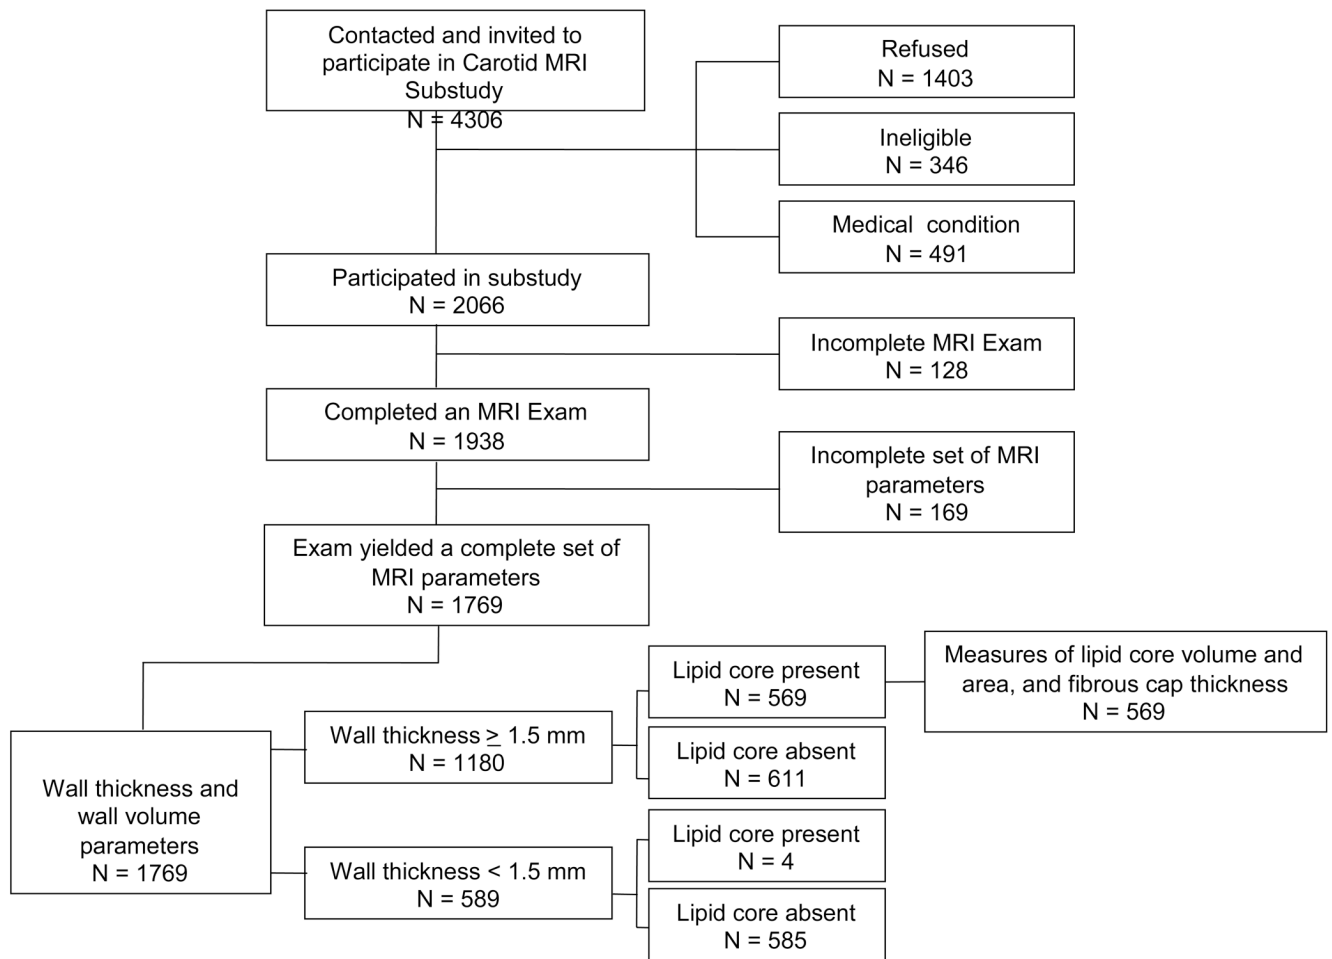 Contacted and invited to
participate in Carotid MRI
Substudy
N = 4306
Refused
N = 1403
Ineligible
N = 346
Medical condition
N = 491
Participated in substudy
N = 2066
Incomplete MRI Exam
N = 128
Completed an MRI Exam
N = 1938
Incomplete set of MRI
parameters
N = 169
Exam yielded a complete set of
MRI parameters
N = 1769
Wall thickness and
wall volume
parameters
N = 1769
Wall thickness ≥ 1.5 mm
N = 1180
Lipid core present
N = 569
Measures of lipid core volume and
area, and fibrous cap thickness
N = 569
Lipid core absent
N = 611
Wall thickness < 1.5 mm
N = 589
Lipid core present
N = 4
Lipid core absent
N = 585